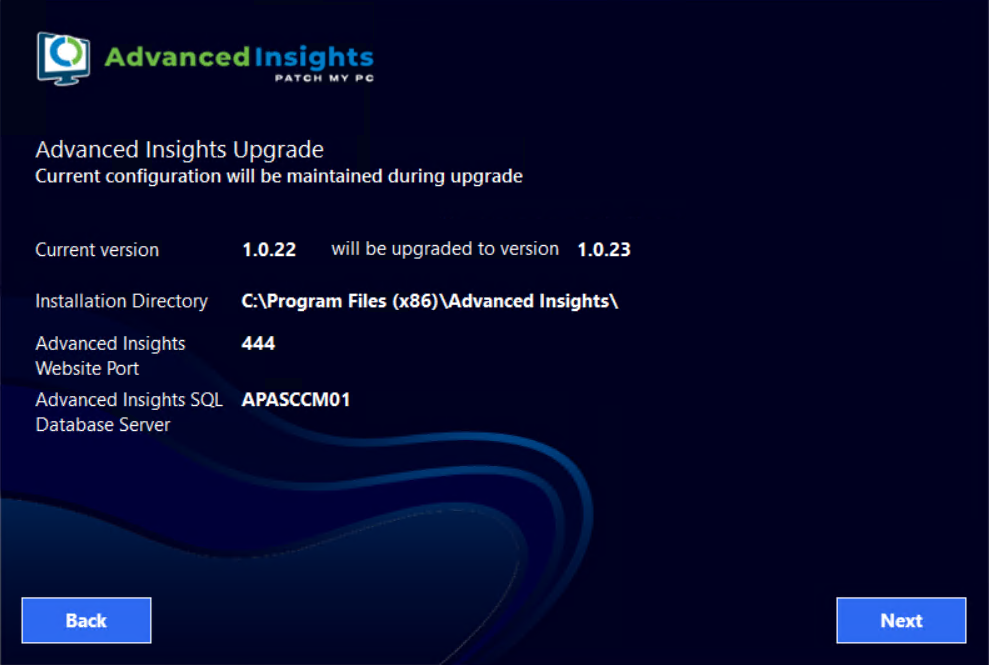 Advanced Insights
PATCH MY PC
Advanced Insights Upgrade
Current configuration will be maintained during upgrade
Current version 1.0.22 will be upgraded to version 1.0.23
Installation Directory C:\Program Files (x86)\Advanced Insights\
Advanced Insights 444
Website Port
Advanced Insights SQL APASCCM01
Database Server
Back Next